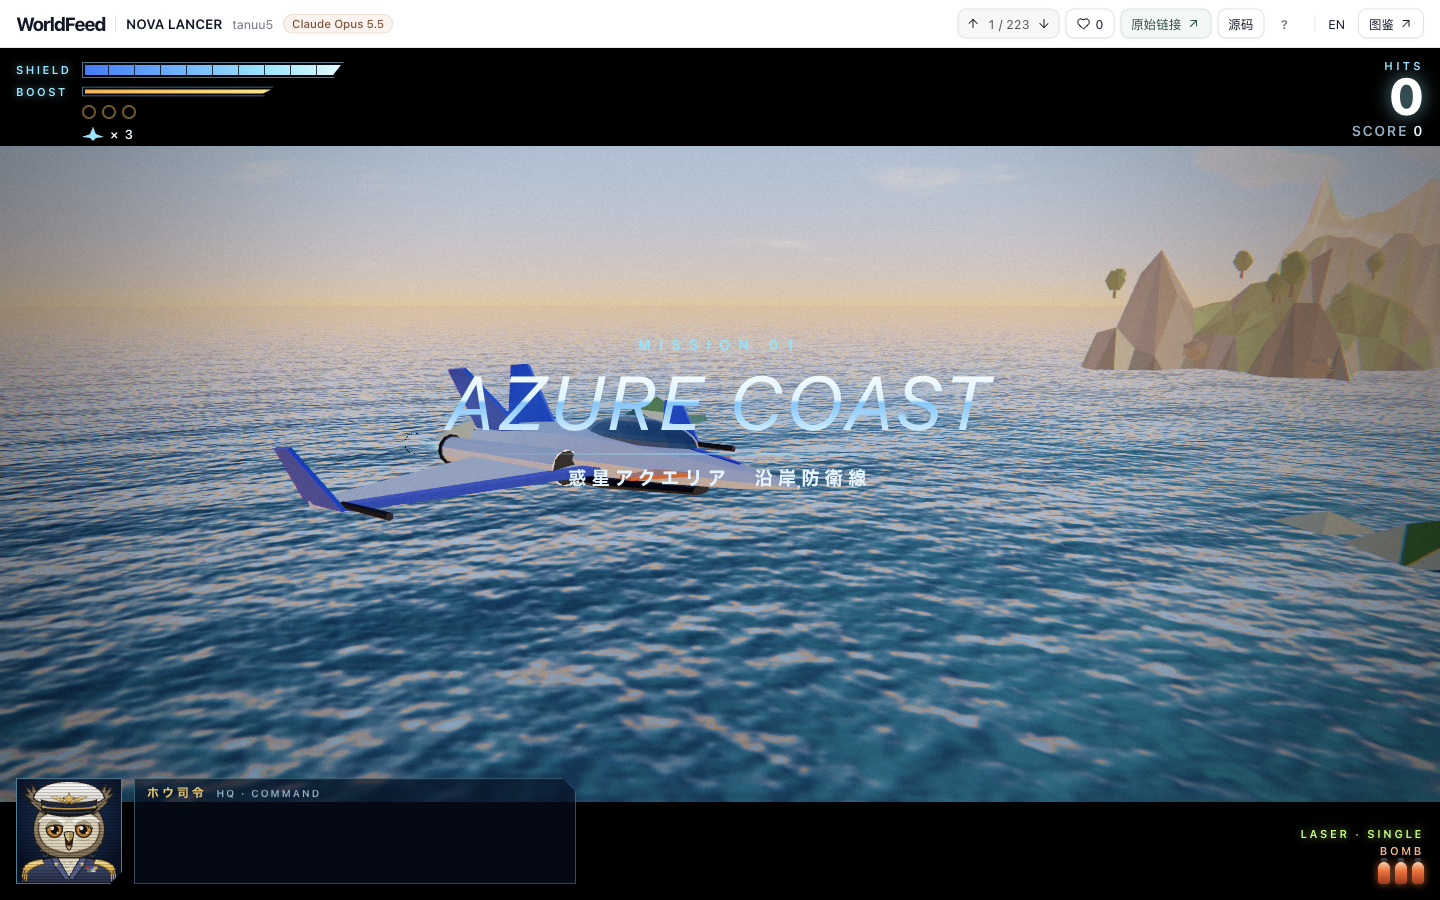 WorldFeed NOVA LANCER tanuu5 Claude Opus 5.5 1 / 223 0 原始链接 源码 ? EN 图鉴
SHIELD
BOOST
× 3
HITS
0
SCORE 0
MISSION 01
AZURE COAST
惑星アクエリア 沿岸防衛線
ホウ司令 HQ · COMMAND
LASER · SINGLE
BOMB